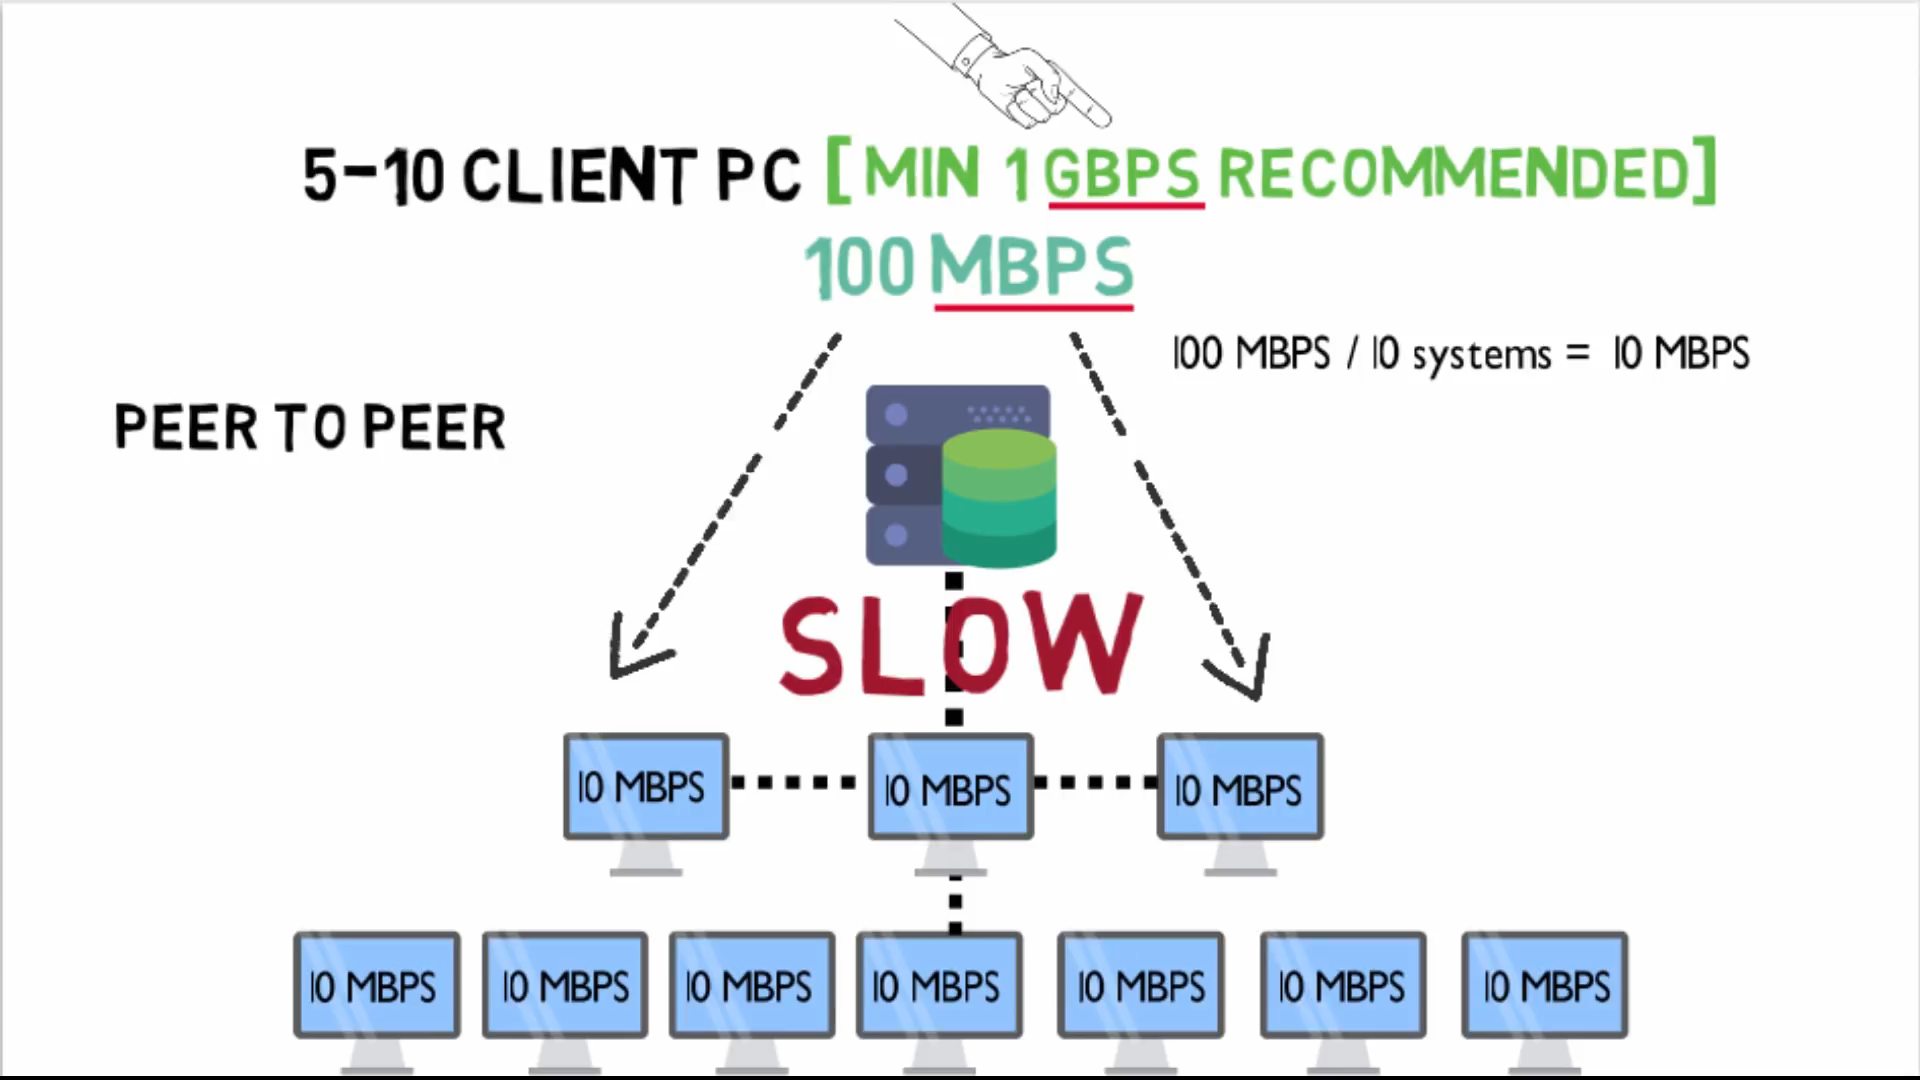 5-10 CLIENT PC [MIN 1 GBPS RECOMMENDED]
100 MBPS
100 MBPS / 10 systems = 10 MBPS
PEER TO PEER
SLOW
10 MBPS 10 MBPS 10 MBPS
10 MBPS 10 MBPS 10 MBPS 10 MBPS 10 MBPS 10 MBPS 10 MBPS